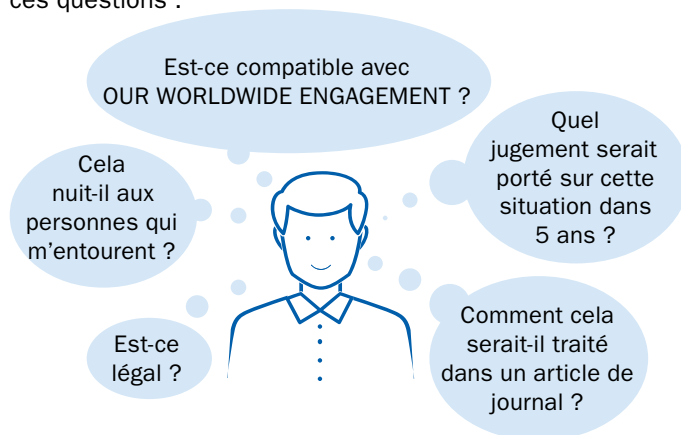 ces questions :
Est-ce compatible avec
OUR WORLDWIDE ENGAGEMENT ?
Quel
jugement serait
porté sur cette
situation dans
5 ans ?
Cela
nuit-il aux
personnes qui
m'entourent ?
Est-ce
légal ?
Comment cela
serait-il traité
dans un article de
journal ?